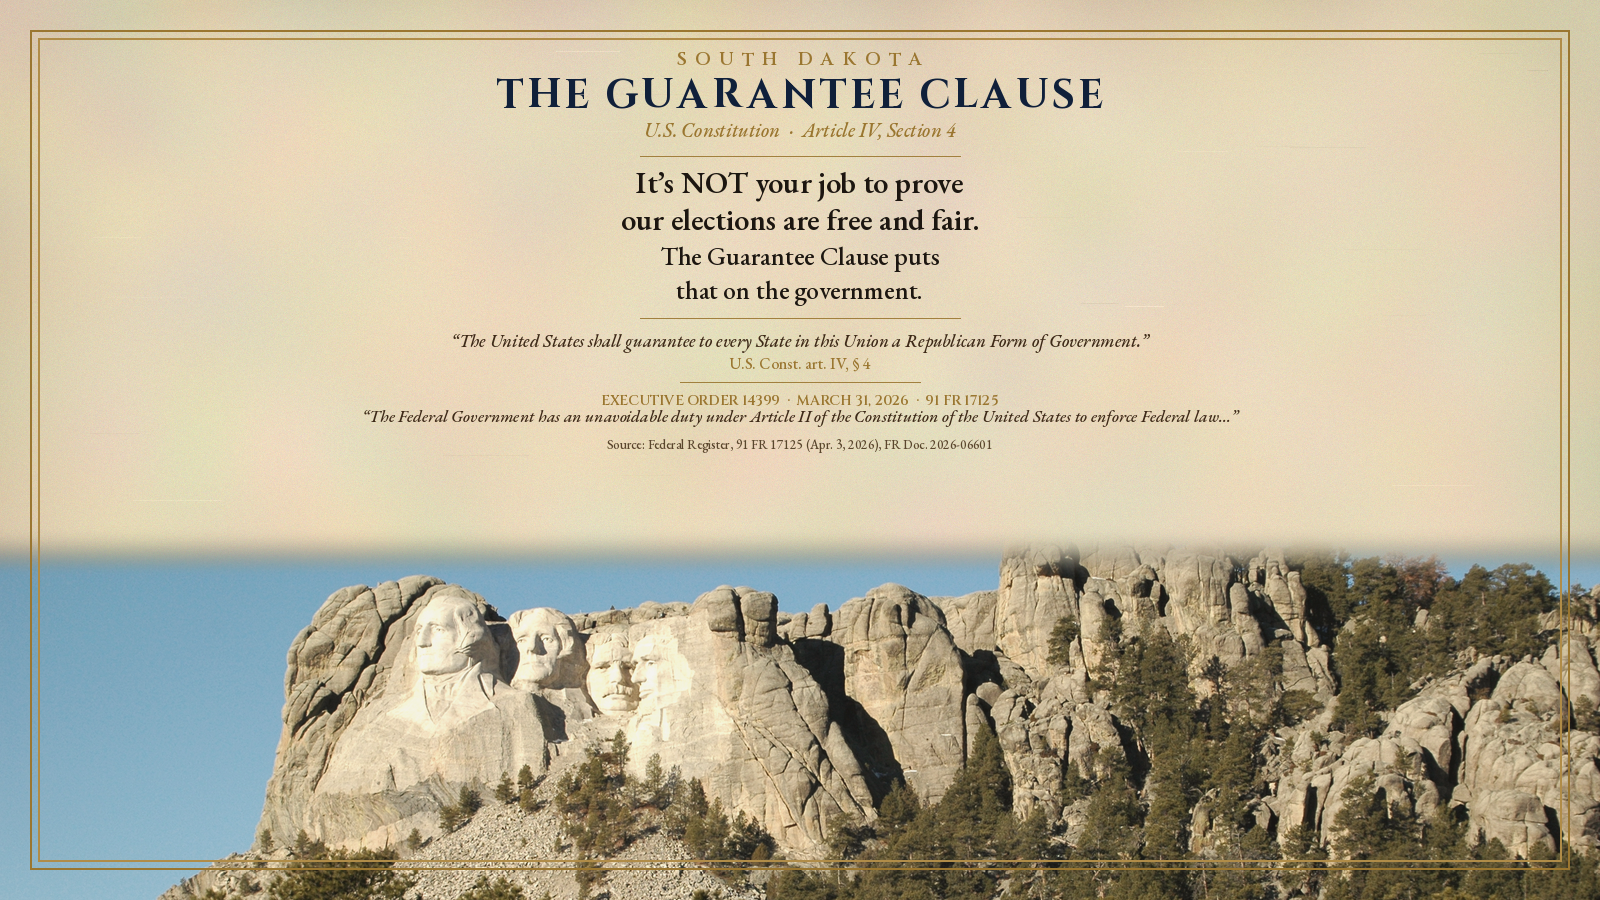 SOUTH DAKOTA
THE GUARANTEE CLAUSE
U.S. Constitution · Article IV, Section 4
It’s NOT your job to prove
our elections are free and fair.
The Guarantee Clause puts
that on the government.
“The United States shall guarantee to every State in this Union a Republican Form of Government.”
U.S. Const. art. IV, § 4
EXECUTIVE ORDER 14399 · MARCH 31, 2026 · 91 FR 17125
“The Federal Government has an unavoidable duty under Article II of the Constitution of the United States to enforce Federal law…”
Source: Federal Register, 91 FR 17125 (Apr. 3, 2026), FR Doc. 2026-06601